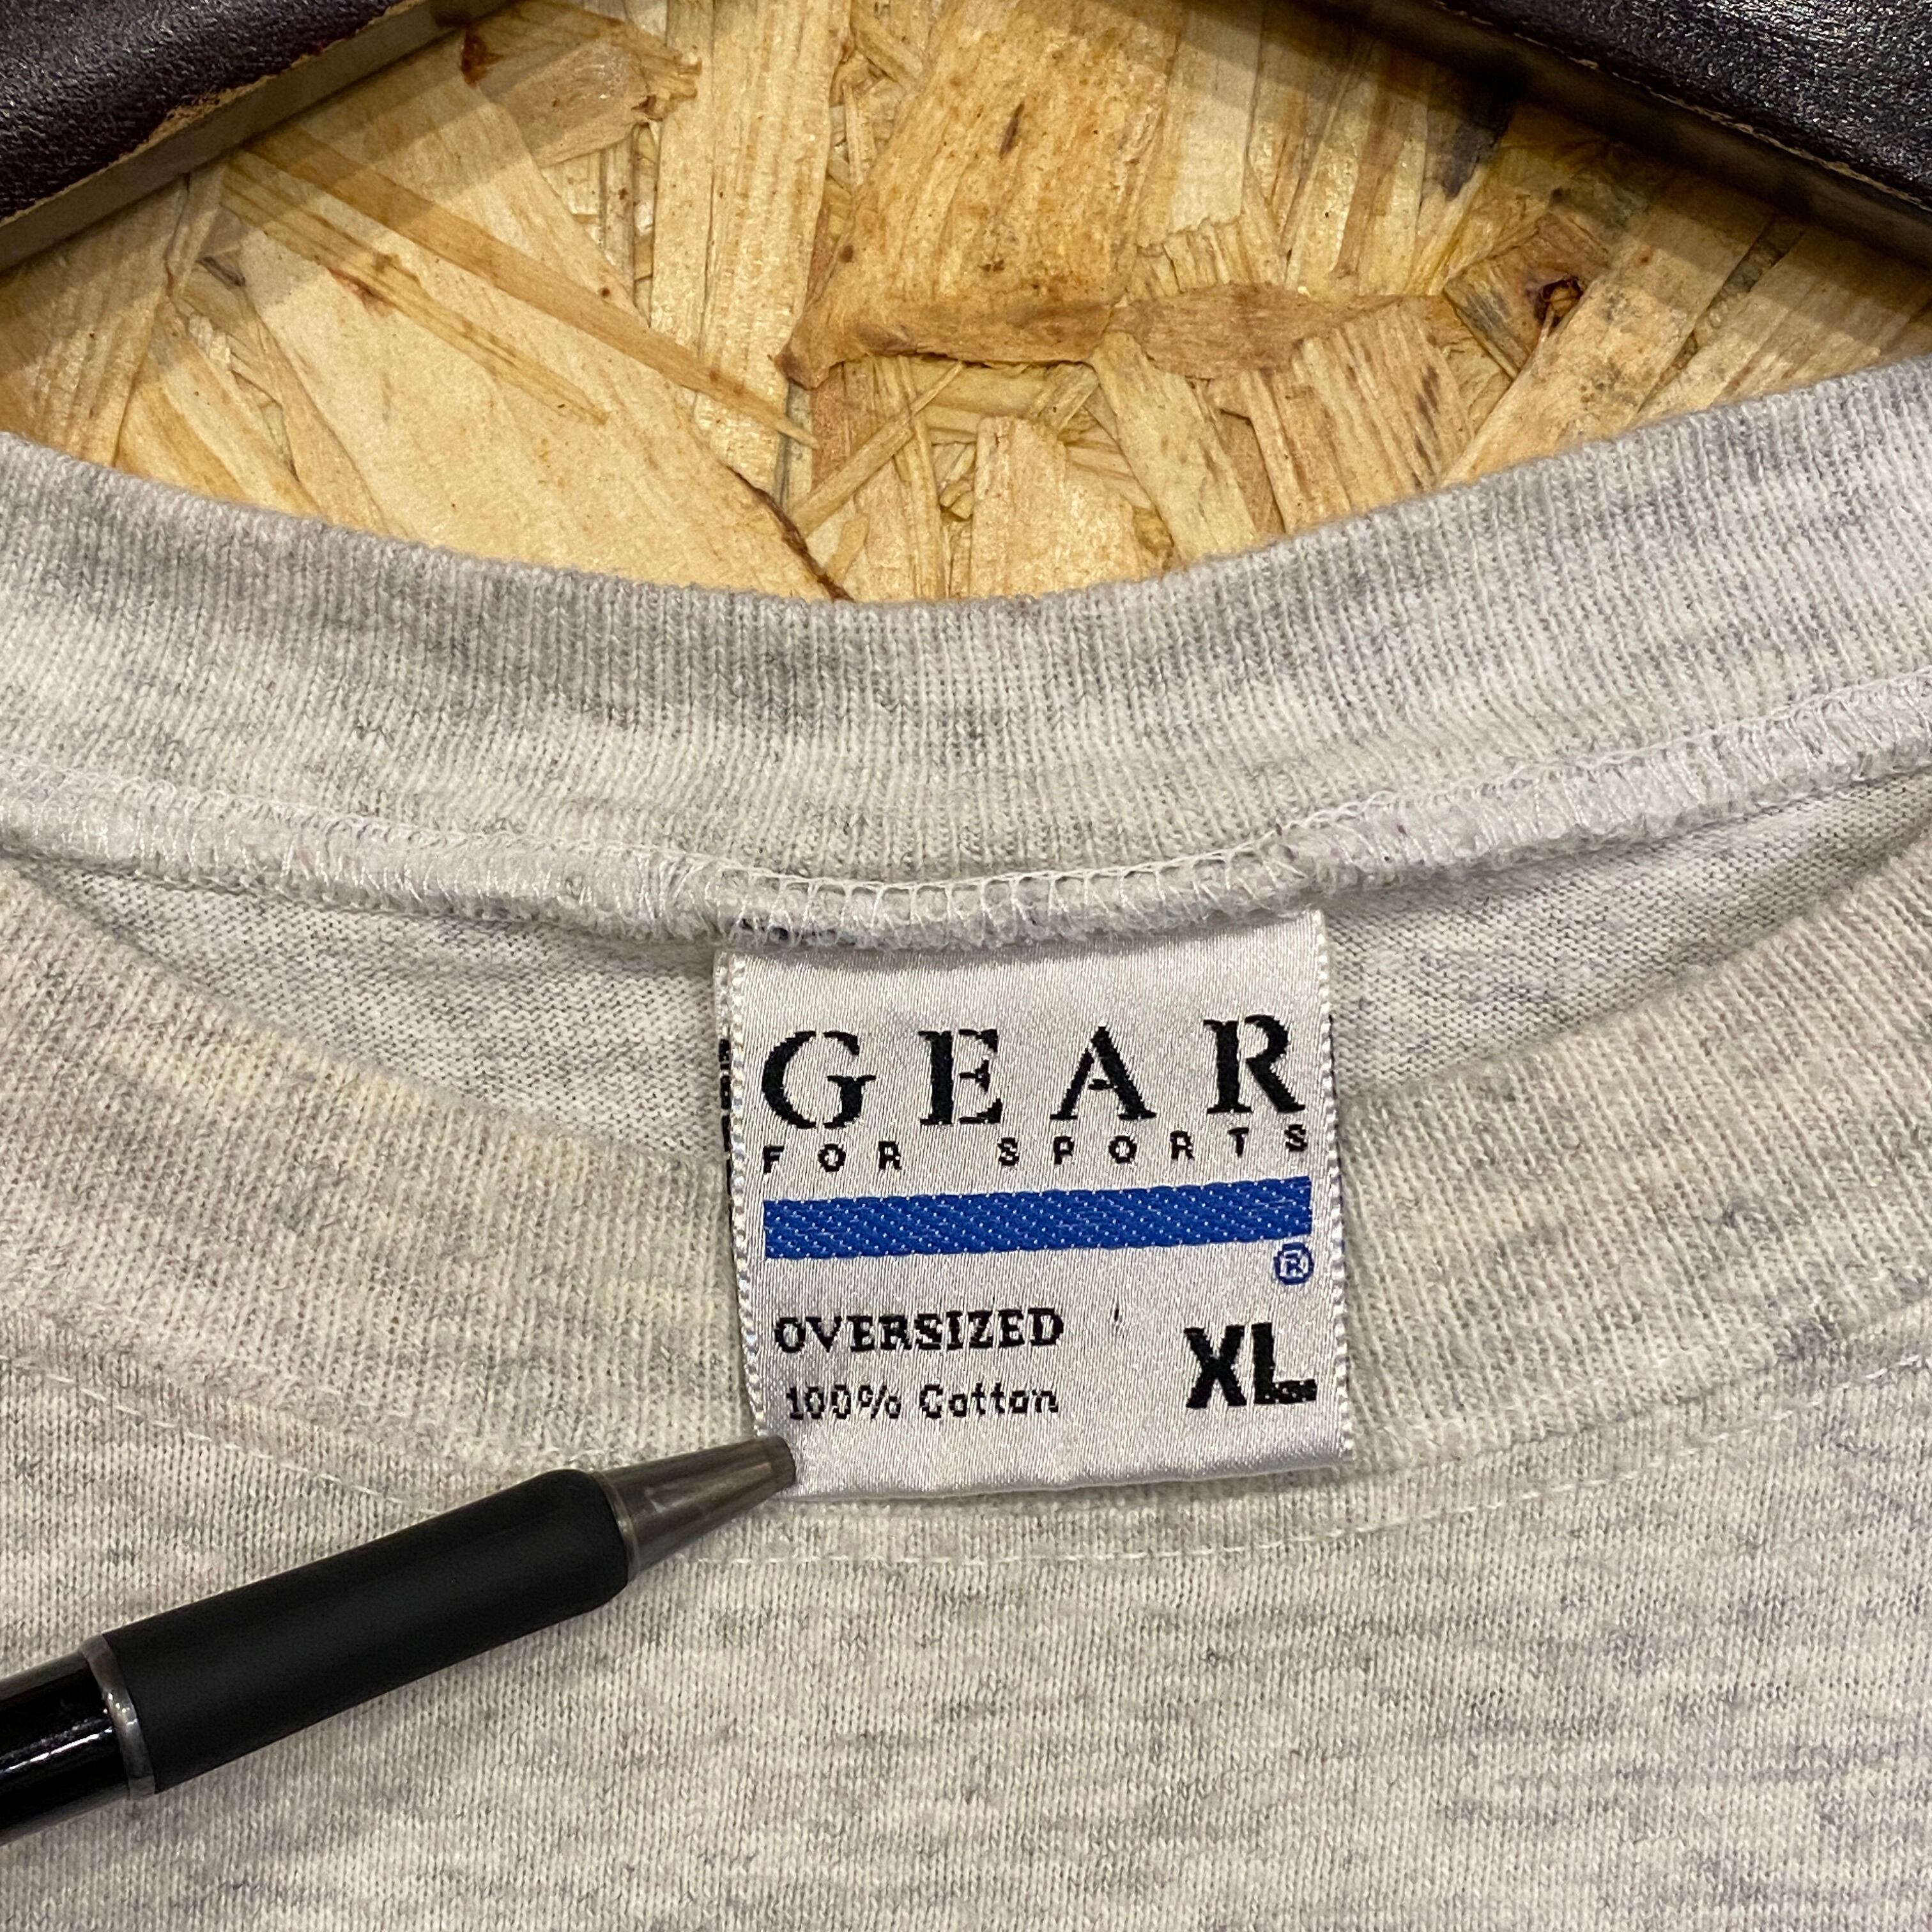 GEAR
FOR SPORTS
®
OVERSIZED
XL
100% Cotton